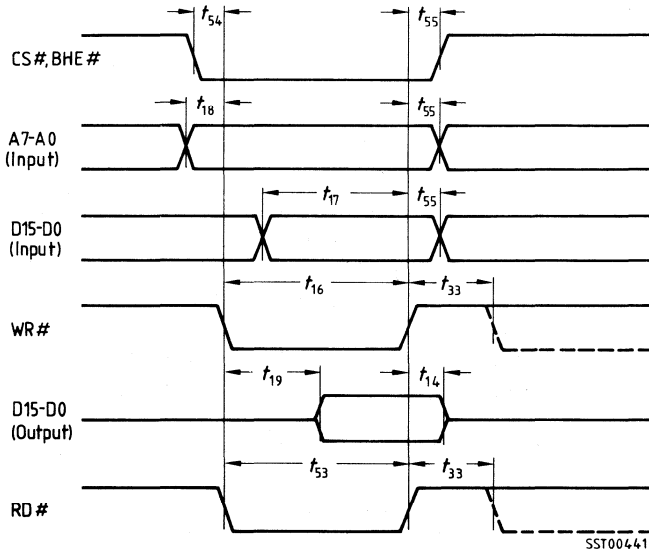 t54 t55
CS#,BHE#
t18 t55
A7-A0
(Input)
t17 t55
D15-D0
(Input)
t16 t33
WR#
t19 t14
D15-D0
(Output)
t53 t33
RD#
SST00441